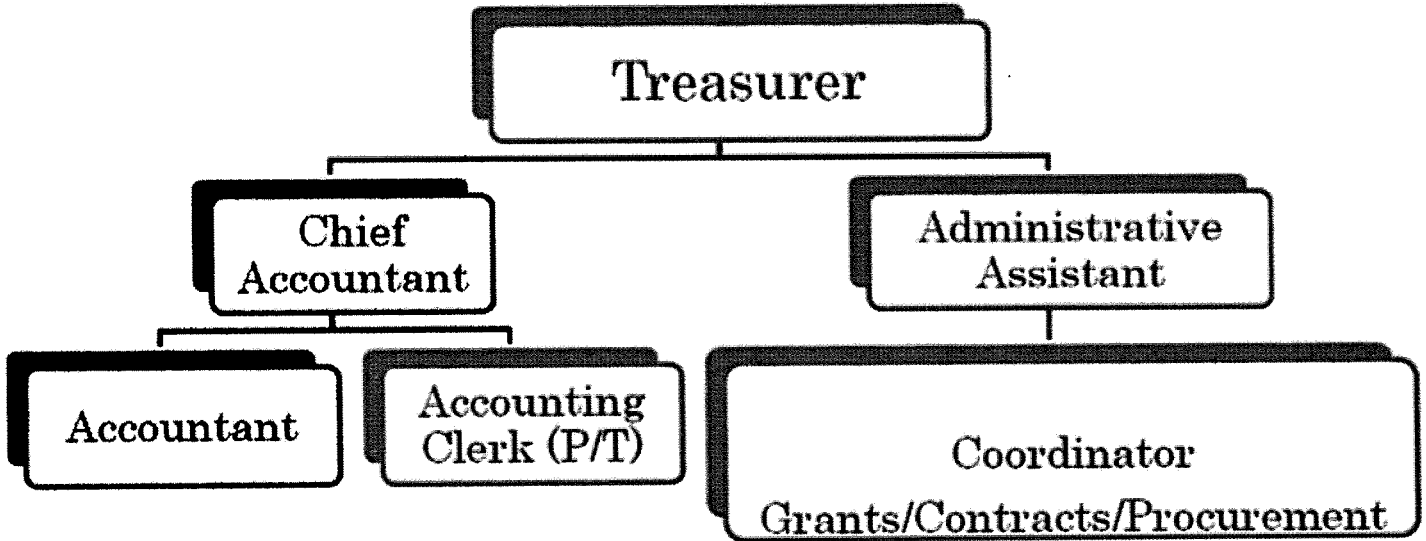 Treasurer
Chief
Accountant
Administrative
Assistant
Accountant
Accounting
Clerk (P/T)
Coordinator
Grants/Contracts/Procurement